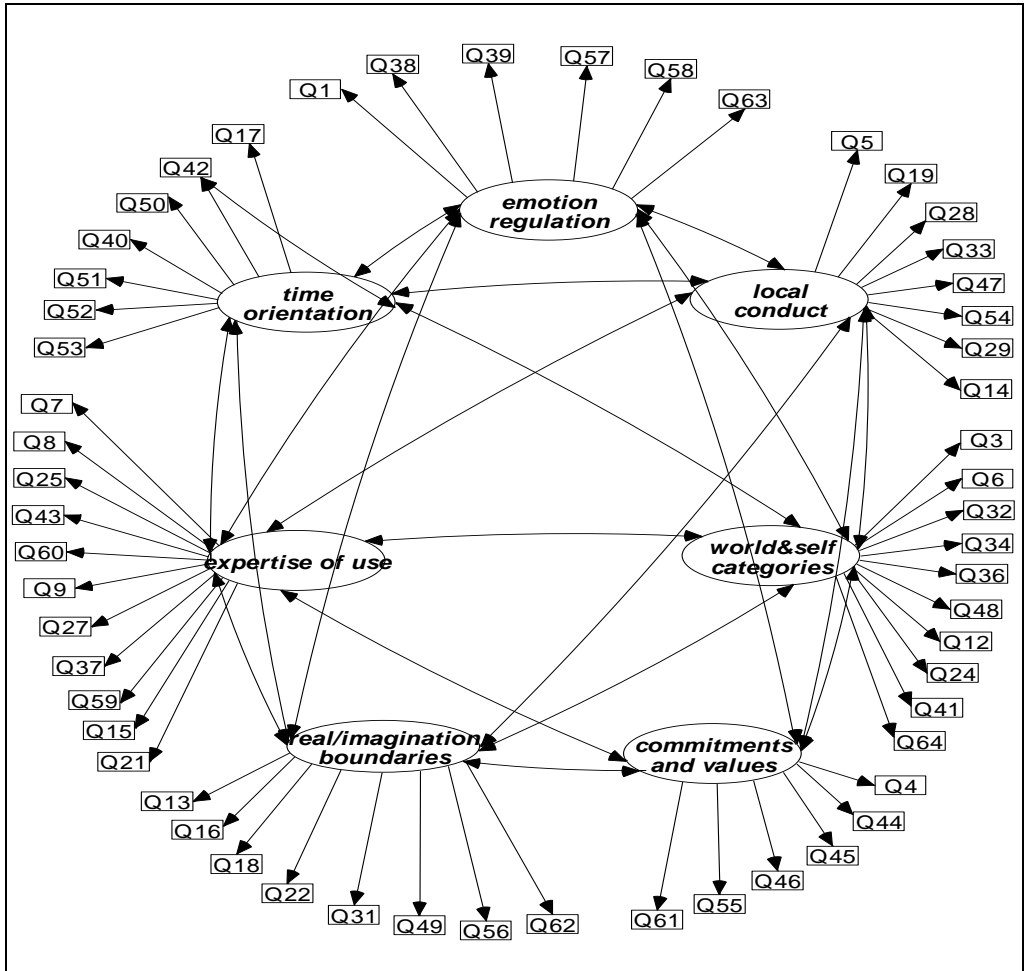 Q39
Q57
Q38
Q58
Q1
Q63
Q17
Q5
Q42
Q19
Q50
Q28
Q40
Q33
Q51
Q47
Q52
Q54
Q53
Q29
Q14
emotion
regulation
time
orientation
local
conduct
Q7
Q8
Q25
Q43
Q60
Q9
Q27
Q37
Q59
Q15
Q21
expertise of use
world&self
categories
Q3
Q6
Q32
Q34
Q36
Q48
Q12
Q24
Q41
Q64
real/imagination
boundaries
commitments
and values
Q13
Q16
Q18
Q22
Q31
Q49
Q56
Q62
Q4
Q44
Q45
Q46
Q55
Q61